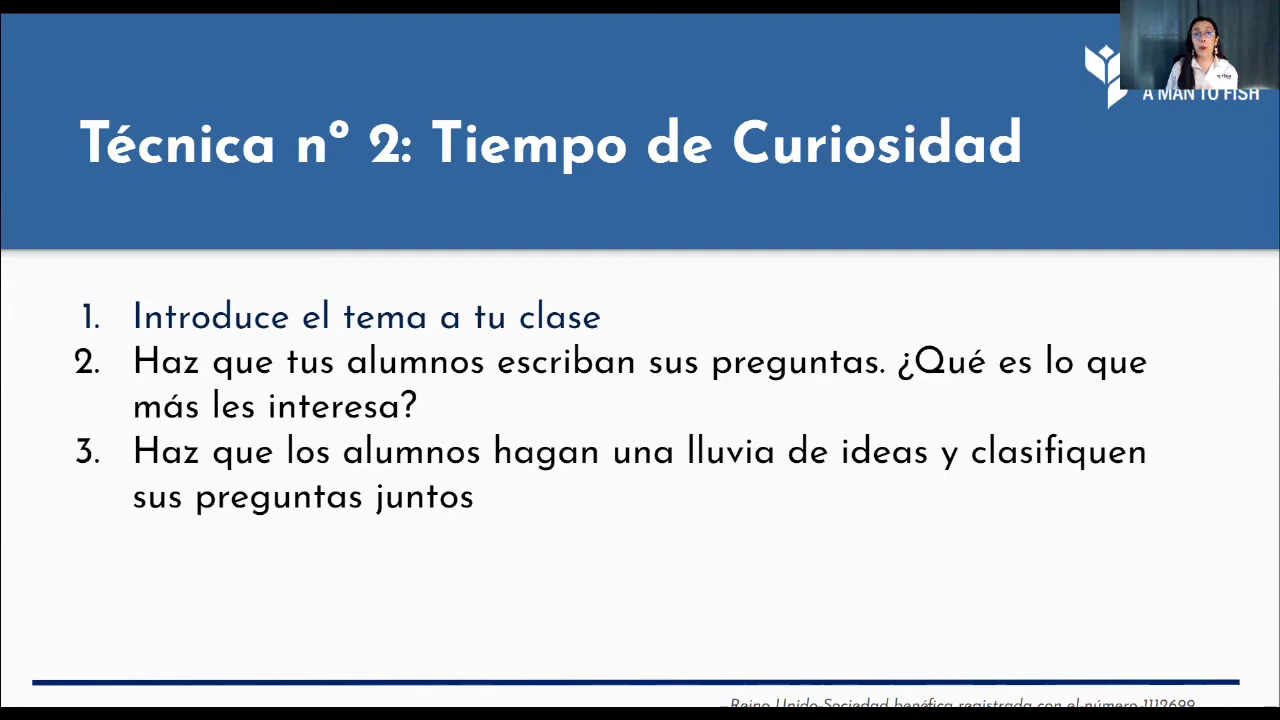 A MAN TO FISH
Técnica nº 2: Tiempo de Curiosidad
1. Introduce el tema a tu clase
2. Haz que tus alumnos escriban sus preguntas. ¿Qué es lo que
más les interesa?
3. Haz que los alumnos hagan una lluvia de ideas y clasifiquen
sus preguntas juntos
Reino Unido Sociedad benéfica registrada con el número 1112699